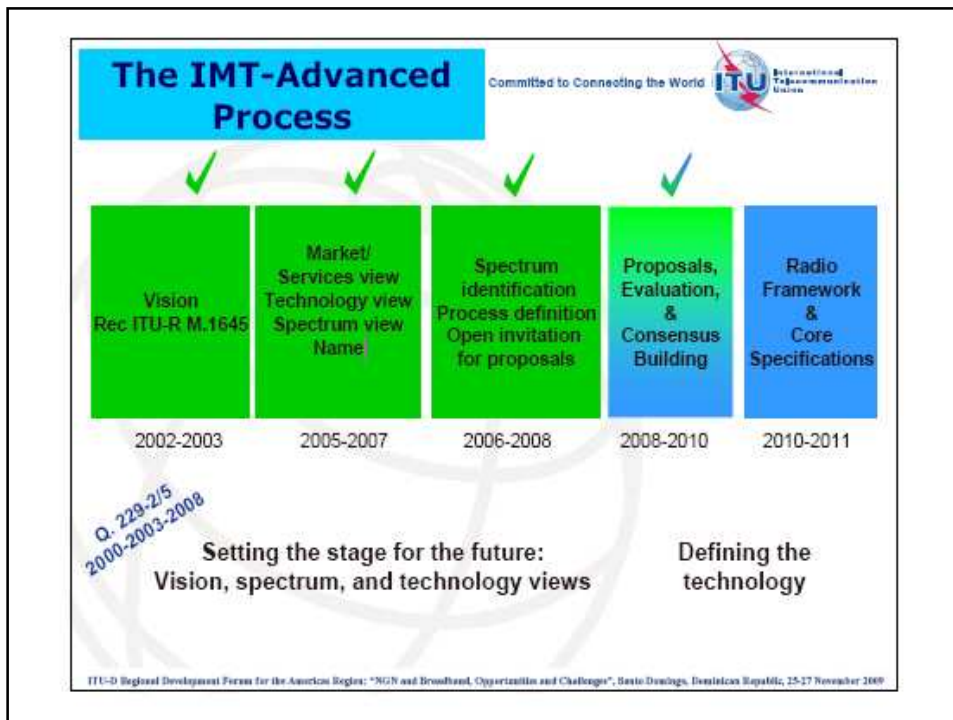 The IMT-Advanced
Process
Committed to Connecting the World
ITU
International
Telecommunication
Union
Vision
Rec ITU-R M.1645
Market/
Services view
Technology view
Spectrum view
Name
Spectrum
identification
Process definition
Open invitation
for proposals
Proposals,
Evaluation,
&
Consensus
Building
Radio
Framework
&
Core
Specifications
2002-2003
2005-2007
2006-2008
2008-2010
2010-2011
Q. 229-2/5
2000-2003-2008
Setting the stage for the future:
Vision, spectrum, and technology views
Defining the
technology
ITU-D Regional Development Forum for the Americas Region: "NGN and Broadband, Opportunities and Challenges", Santo Domingo, Dominican Republic, 25-27 November 2009